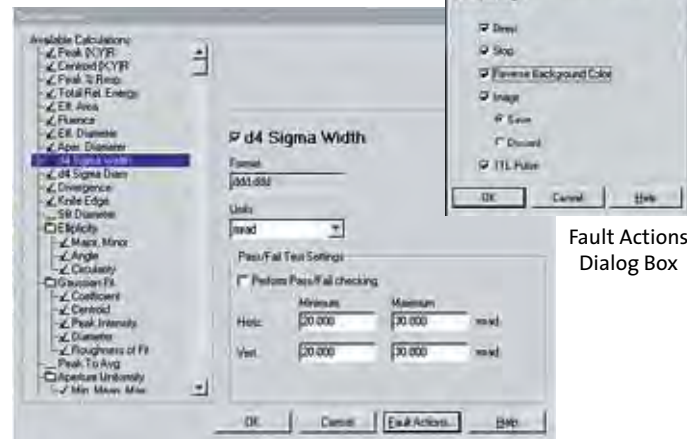 Available Calculations
Peak (X,Y)R
Centroid (X,Y)R
Peak % Resp.
Total Rel. Energy
Eff. Area
Fluence
Eff. Diameter
Aper. Diameter
d4 Sigma Width
d4 Sigma Diam
Divergence
Knife Edge
Ellipticity
Major, Minor
Angle
Circularity
Gaussian Fit
Coefficient
Centroid
Peak Intensity
Diameter
Roughness of Fit
Peak To Avg
Aperture Uniformity
Min, Mean, Max
d4 Sigma Width
Format
ddd.ddd
Units
mrad
Pass/Fail Test Settings
Perform Pass/Fail checking
Minimum Maximum
Horiz. 20.000 30.000 mrad
Vert. 20.000 30.000 mrad
OK Cancel Fault Actions... Help
Beep
Stop
Reverse Background Color
Image
Save
Discard
TTL Pulse
OK Cancel Help
Fault Actions
Dialog Box